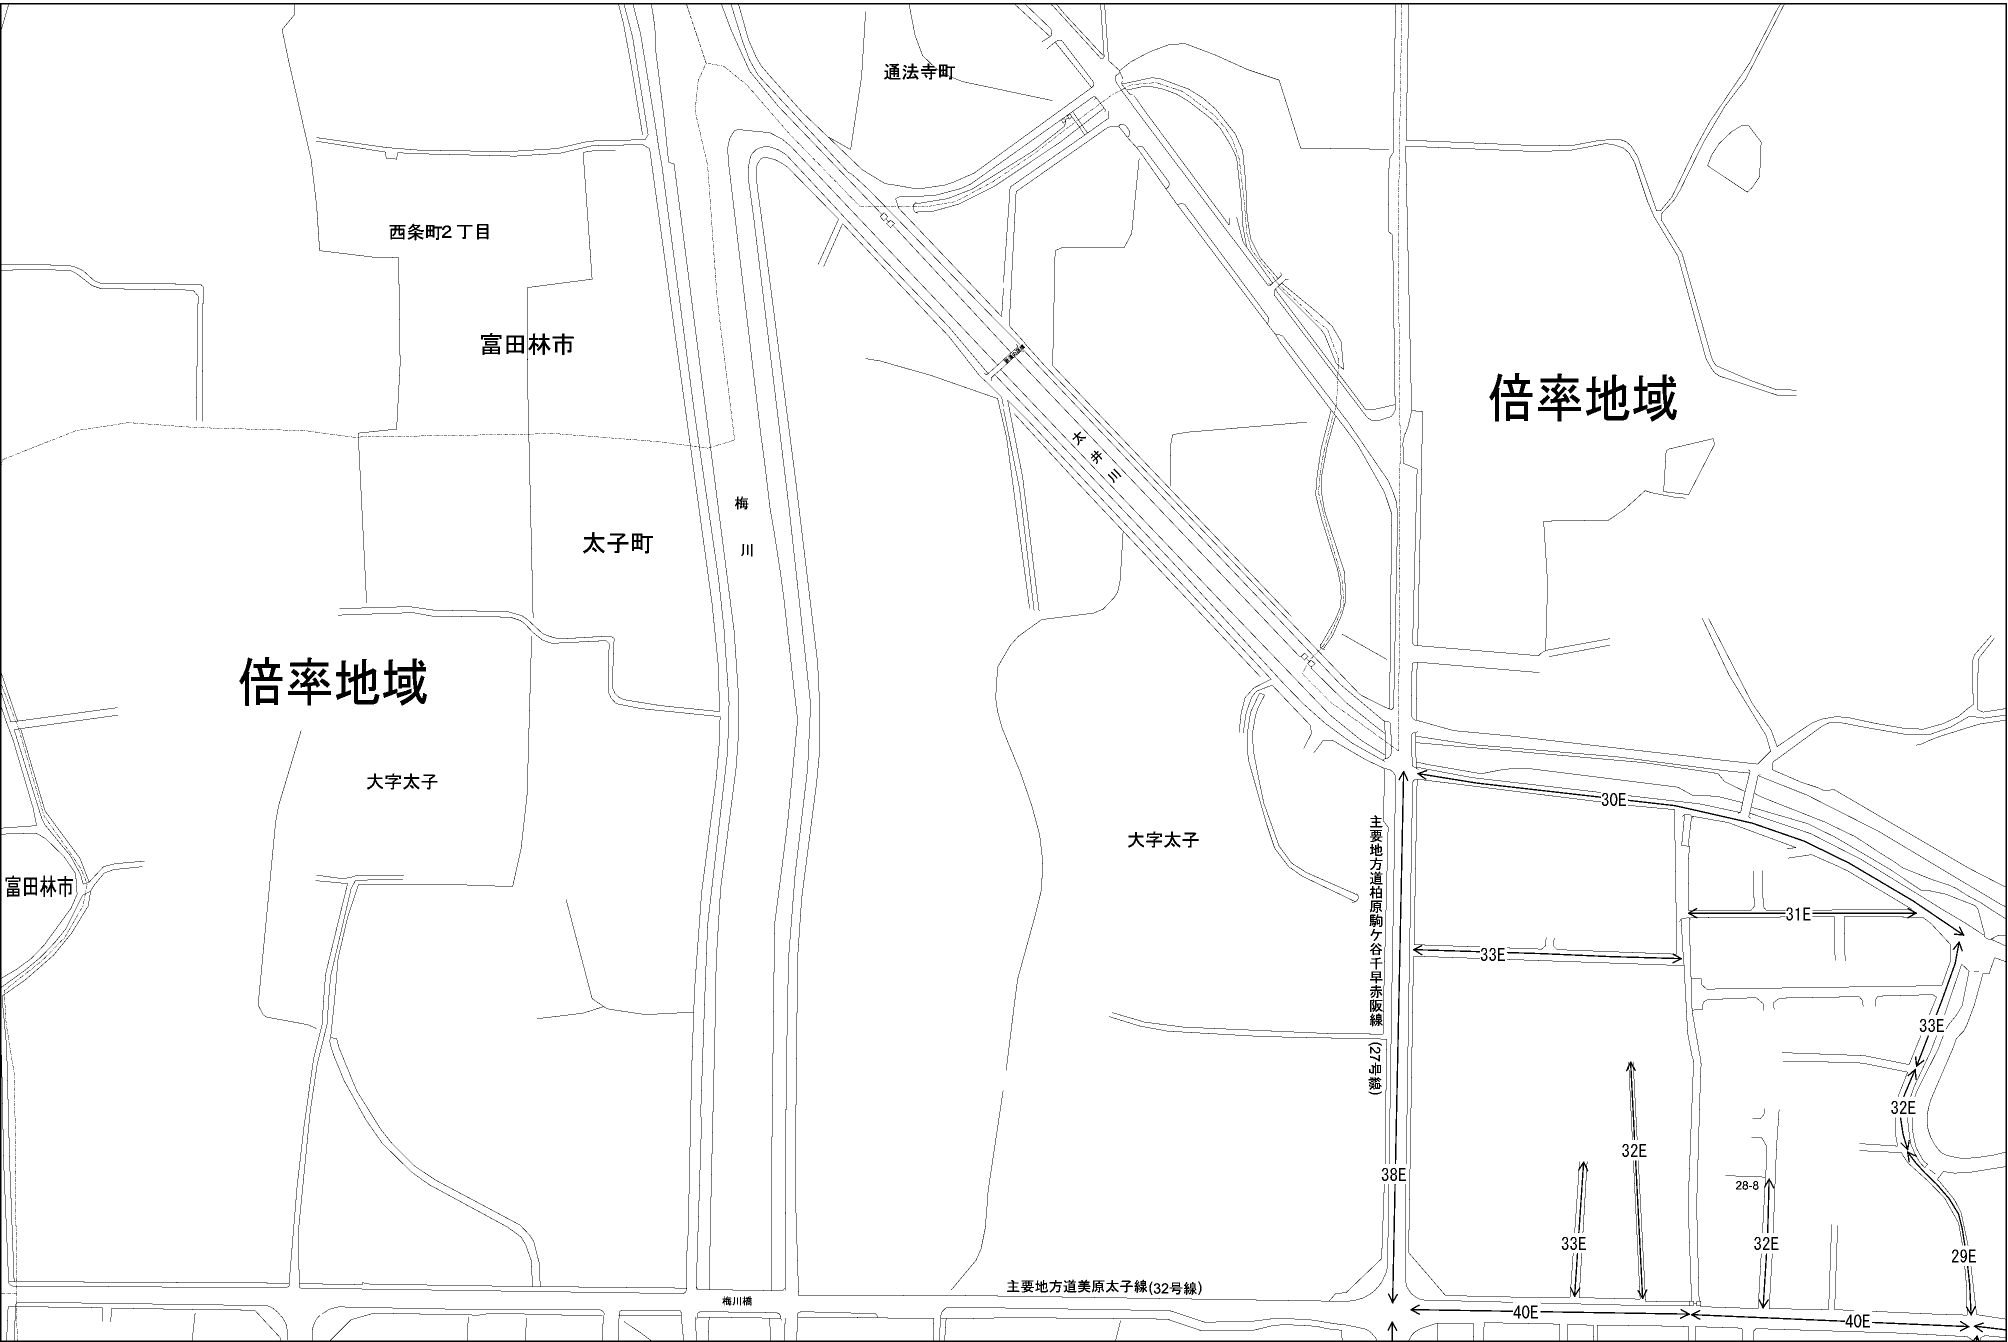 通法寺町
西条町2丁目
富田林市
倍率地域
太井川
梅川
太子町
倍率地域
大字太子
30E
大字太子
主要地方道柏原駒ケ谷千早赤阪線 (27号線)
富田林市
31E
33E
33E
32E
32E
38E
28-8
33E
32E
29E
主要地方道美原太子線(32号線)
梅川橋
40E
40E